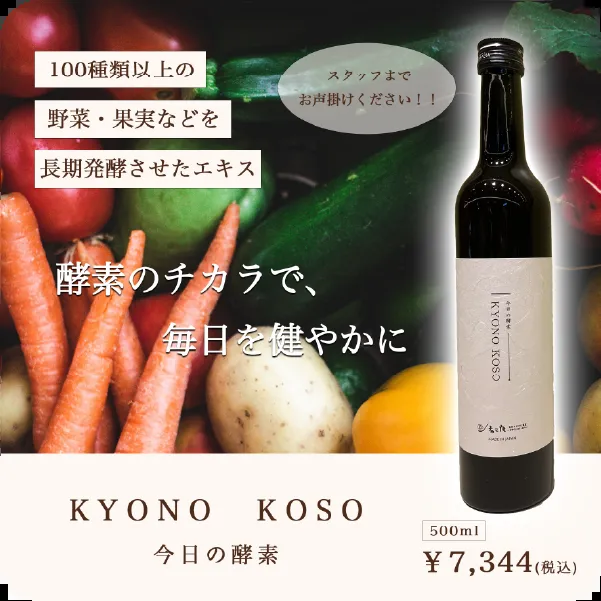 100種類以上の
野菜・果実などを
長期発酵させたエキス
スタッフまで
お声掛けください！！
酵素のチカラで、
毎日を健やかに
今日の酵素
KYONO KOSO
MADE IN JAPAN
KYONO KOSO
今日の酵素
500ml
￥7,344(税込)